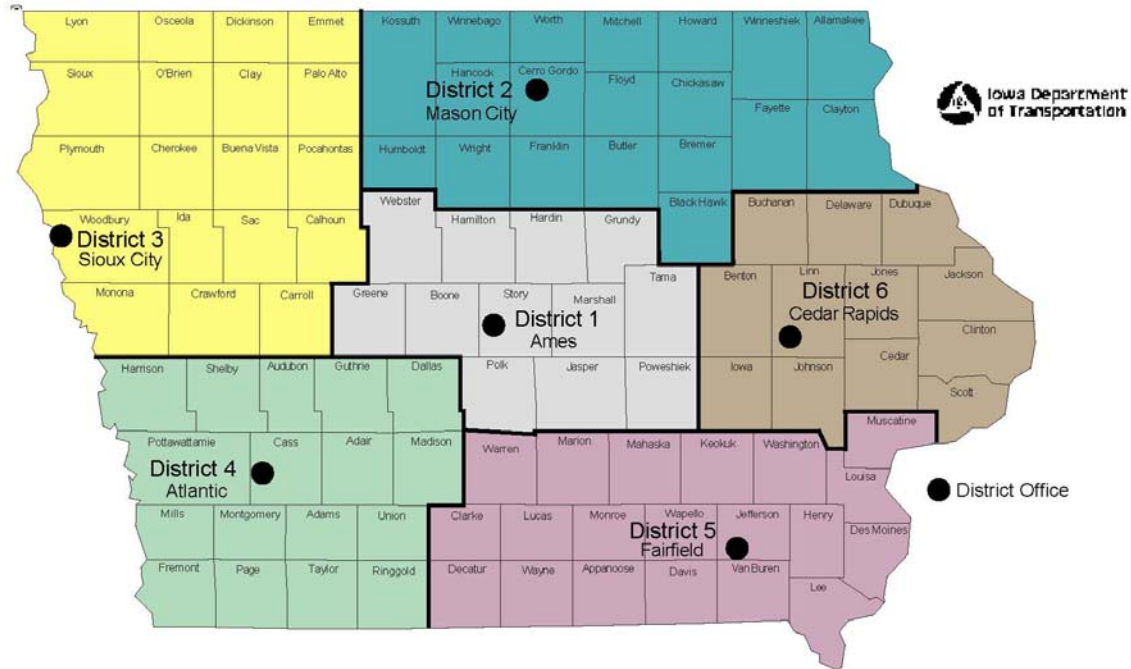 Lyon Osceola Dickinson Emmet Kossuth Winnebago Worth Mitchell Howard Winneshiek Allamakee
Sioux O'Brien Clay Palo Alto Hancock Cerro Gordo Floyd Chickasaw
District 2
Mason City
Fayette Clayton
Iowa Department
of Transportation
Plymouth Cherokee Buena Vista Pocahontas Humboldt Wright Franklin Butler Bremer
Woodbury Ida Sac Calhoun Webster Hamilton Hardin Grundy Black Hawk Buchanan Delaware Dubuque
District 3
Sioux City
Monona Crawford Carroll Greene Boone Story Marshall Tama Benton Linn Jones Jackson
District 1
Ames
District 6
Cedar Rapids
Clinton
Cedar
Harrison Shelby Audubon Guthrie Dallas Polk Jasper Poweshiek Iowa Johnson Scott
Muscatine
Pottawattamie Cass Adair Madison Warren Marion Mahaska Keokuk Washington
District 4
Atlantic
Louisa
District Office
Mills Montgomery Adams Union Clarke Lucas Monroe Wapello Jefferson Henry Des Moines
District 5
Fairfield
Fremont Page Taylor Ringgold Decatur Wayne Appanoose Davis Van Buren Lee